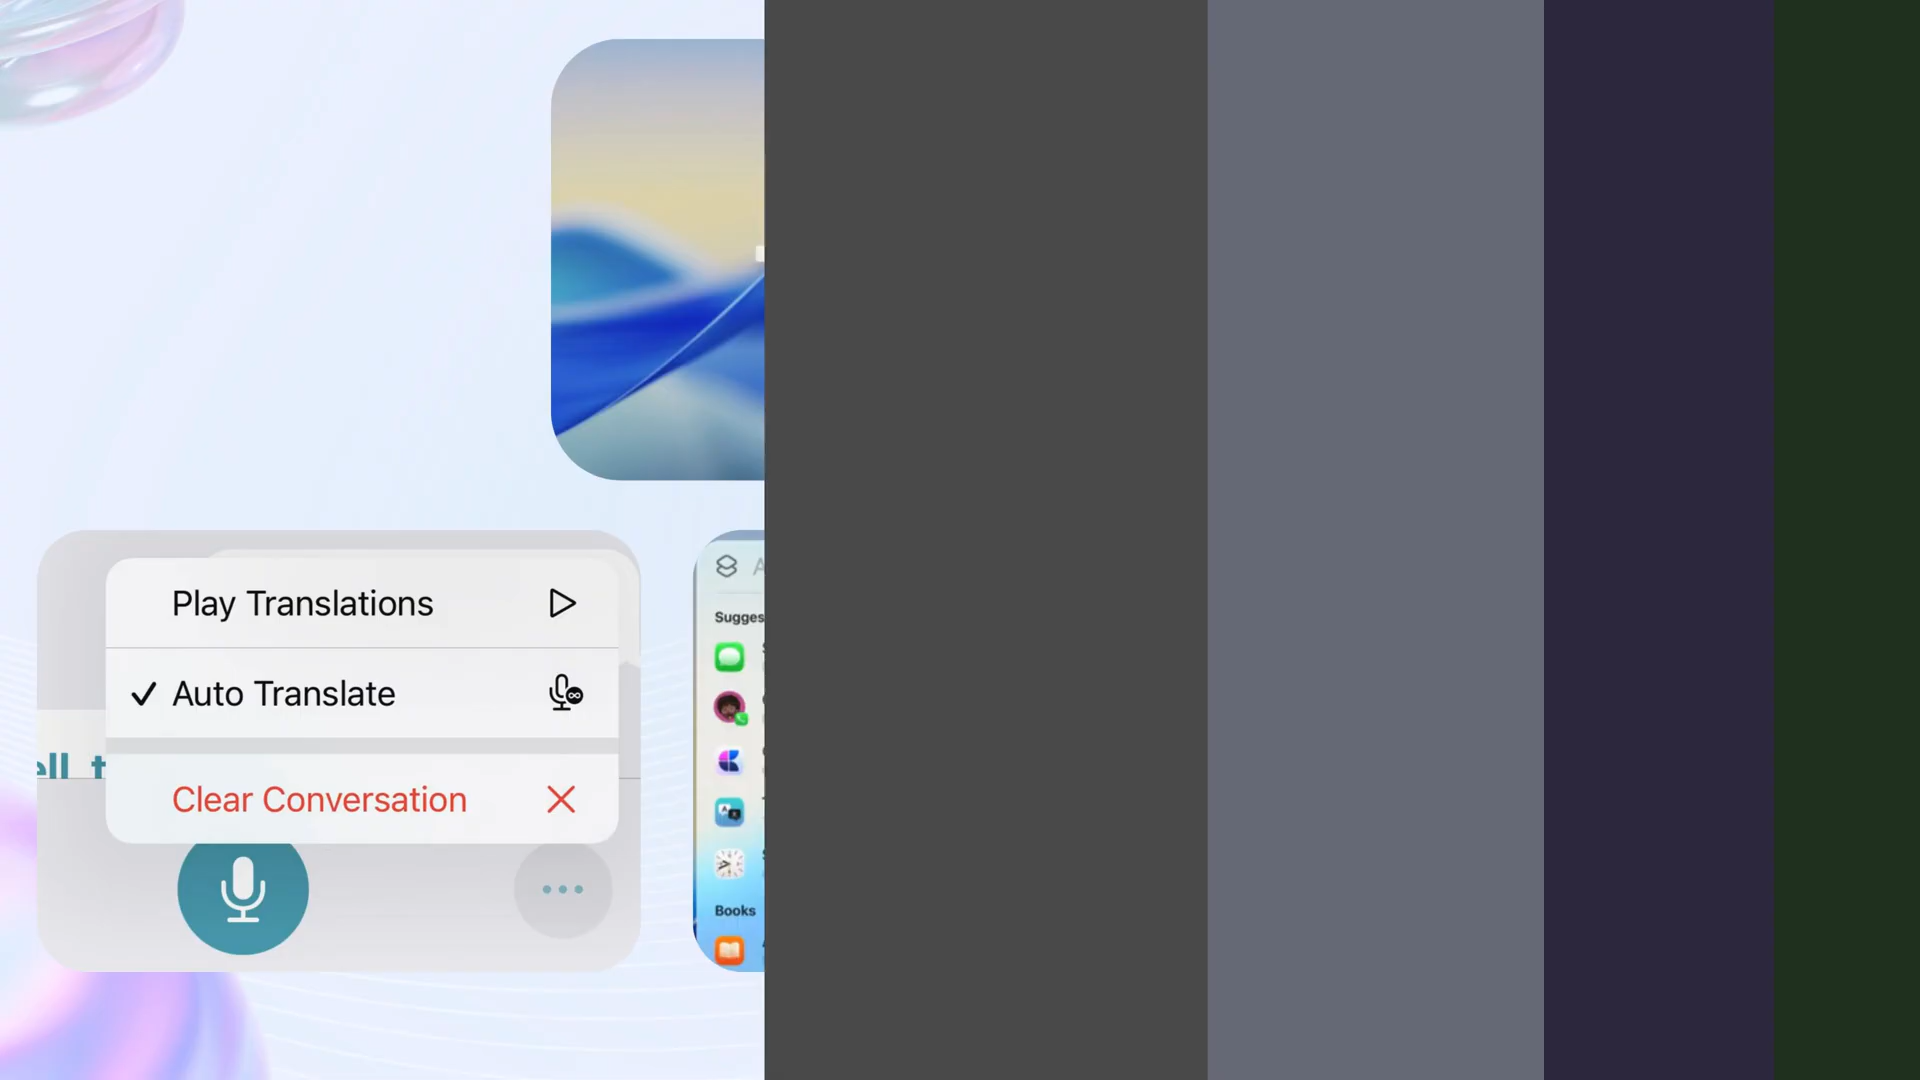 Play Translations
Auto Translate
Clear Conversation
Books